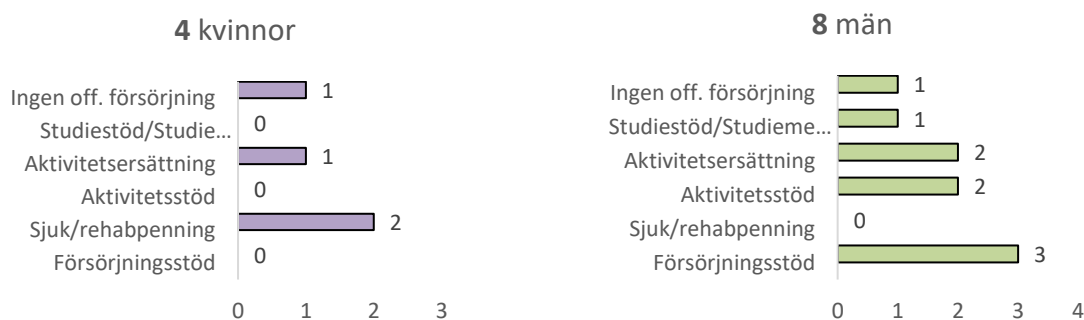 4 kvinnor
Ingen off. försörjning 1
Studiestöd/Studie... 0
Aktivitetsersättning 1
Aktivitetsstöd 0
Sjuk/rehabpenning 2
Försörjningsstöd 0
0 1 2 3
8 män
Ingen off. försörjning 1
Studiestöd/Studieme... 1
Aktivitetsersättning 2
Aktivitetsstöd 2
Sjuk/rehabpenning 0
Försörjningsstöd 3
0 1 2 3 4